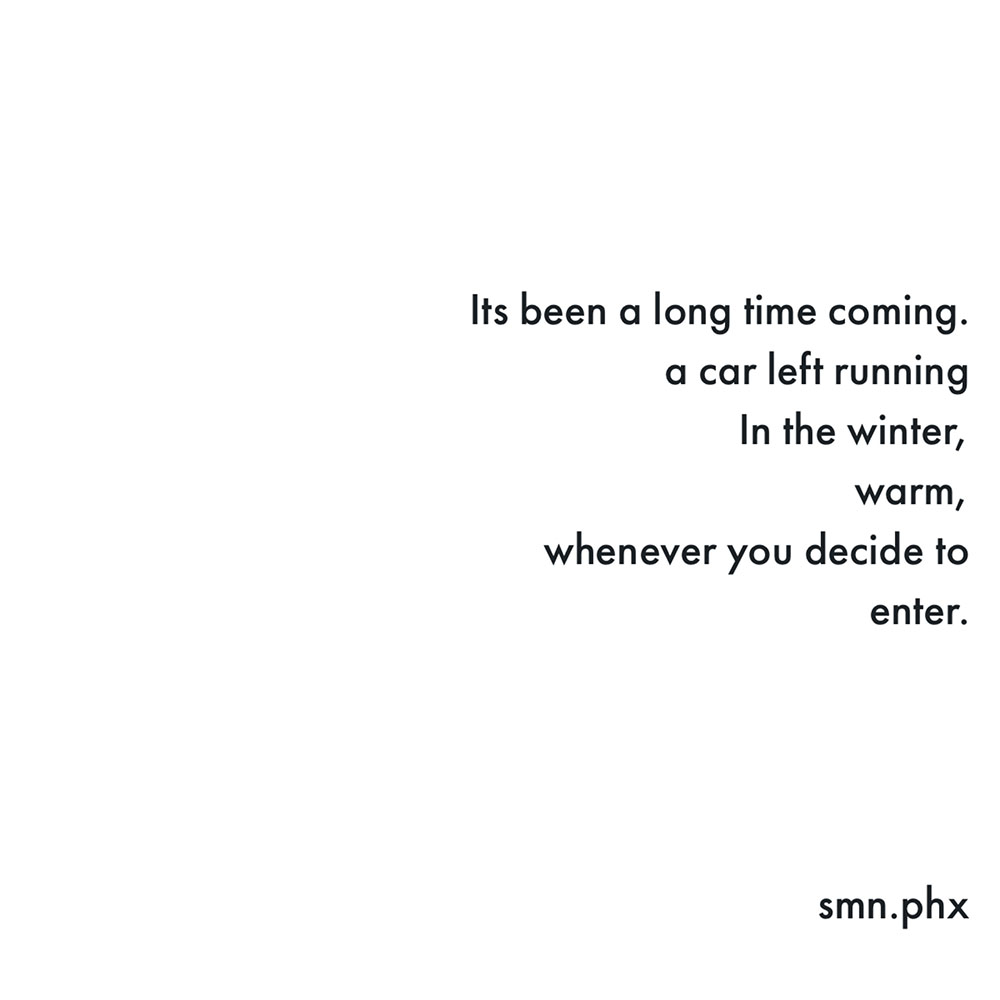 Its been a long time coming.
a car left running
In the winter,
warm,
whenever you decide to
enter.
smn.phx